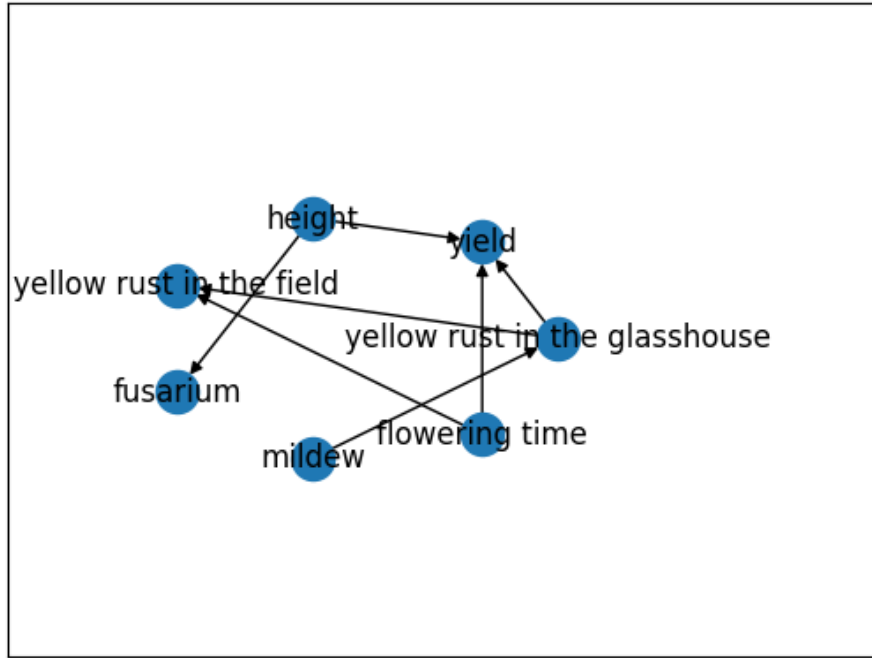 height
yield
yellow rust in the field
yellow rust in the glasshouse
fusarium
flowering time
mildew